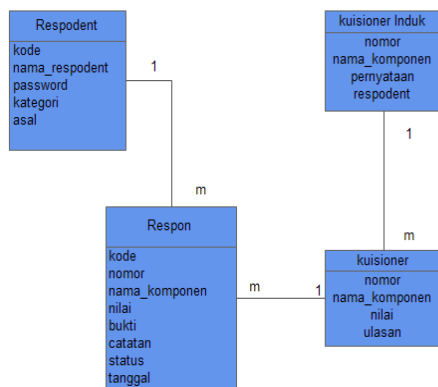 Respodent
kode
nama_respodent
password
kategori
asal
1
m
kuisioner Induk
nomor
nama_komponen
pernyataan
respodent
1
m
Respon
kode
nomor
nama_komponen
nilai
bukti
catatan
status
tanggal
m
1
kuisioner
nomor
nama_komponen
nilai
ulasan